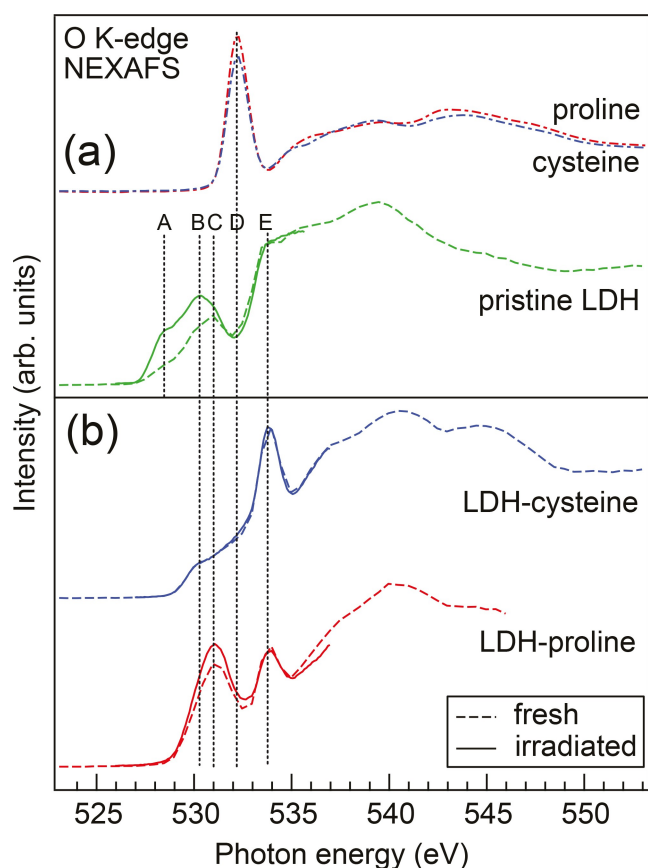 O K-edge
NEXAFS
(a)
proline
cysteine
A B C D E
pristine LDH
(b)
LDH-cysteine
LDH-proline
fresh
irradiated
Intensity (arb. units)
525 530 535 540 545 550
Photon energy (eV)